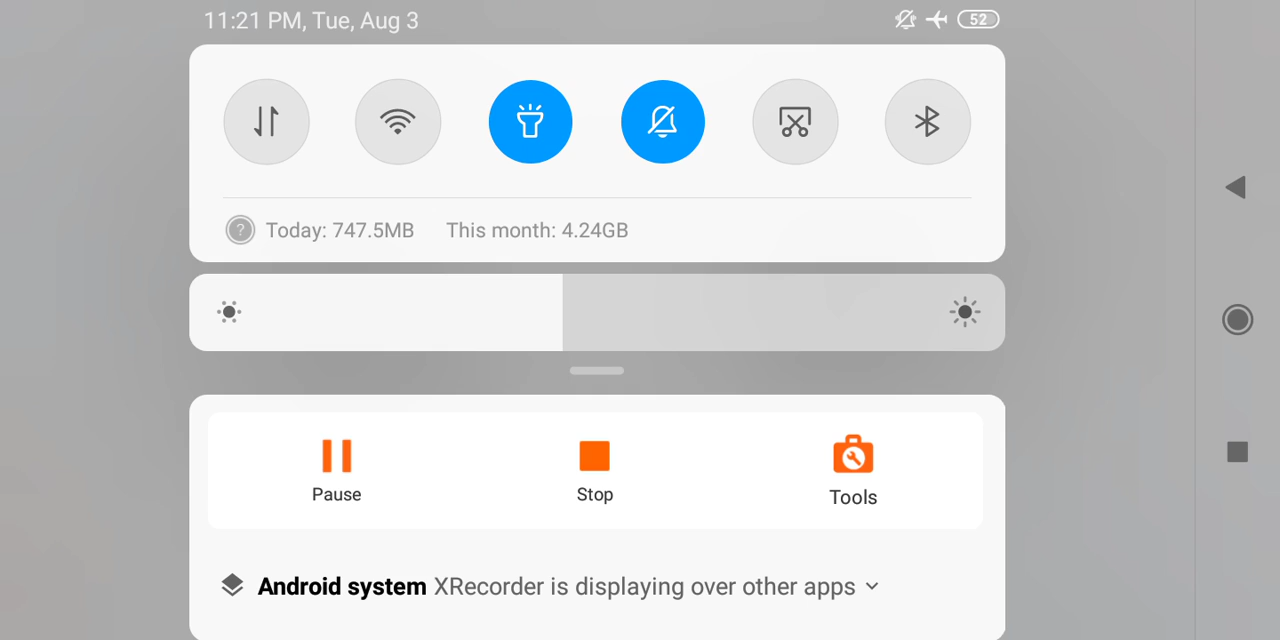 11:21 PM, Tue, Aug 3
52
? Today: 747.5MB This month: 4.24GB
Pause Stop Tools
Android system XRecorder is displaying over other apps